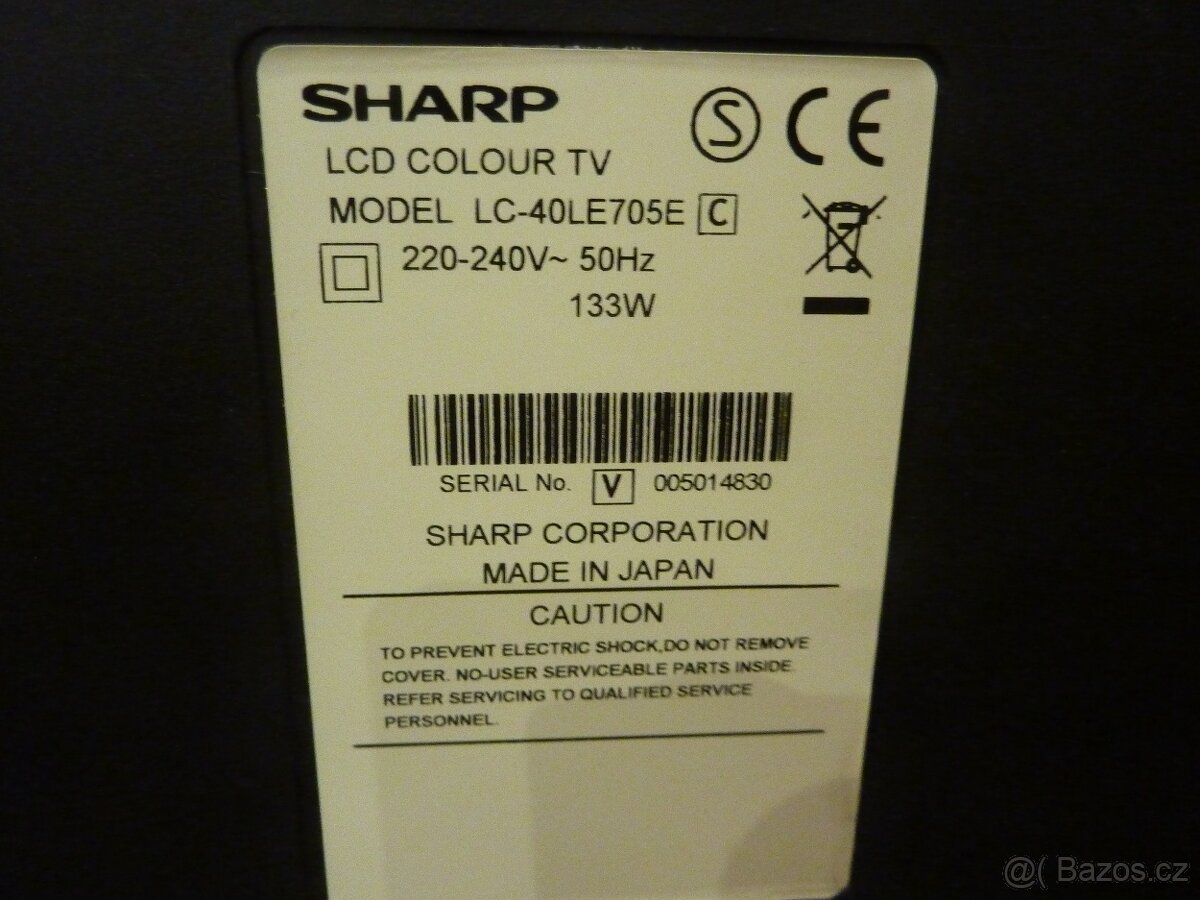 SHARP
S CE
LCD COLOUR TV
MODEL LC-40LE705E C
220-240V~ 50Hz
133W
SERIAL No. V 005014830
SHARP CORPORATION
MADE IN JAPAN
CAUTION
TO PREVENT ELECTRIC SHOCK,DO NOT REMOVE
COVER. NO-USER SERVICEABLE PARTS INSIDE.
REFER SERVICING TO QUALIFIED SERVICE
PERSONNEL.
@( Bazos.cz